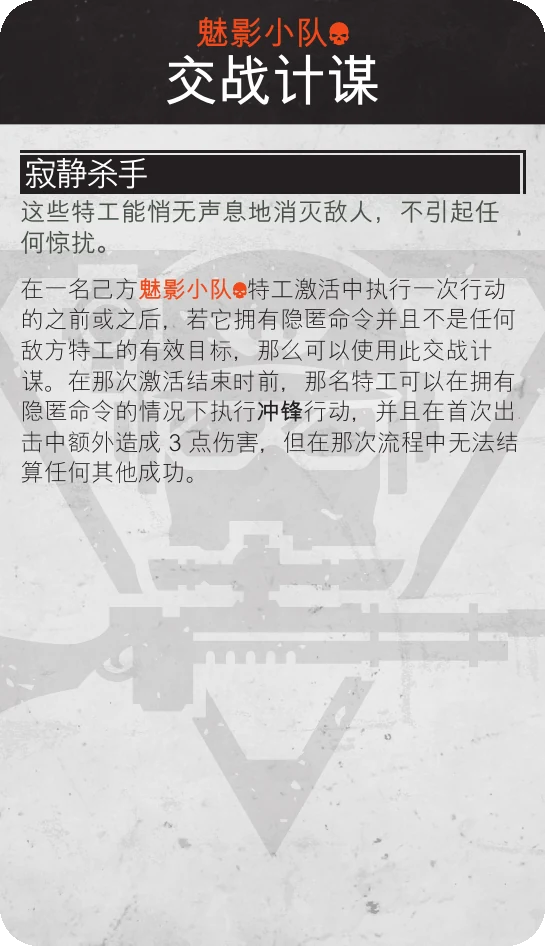 魅影小队
交战计谋
寂静杀手
这些特工能悄无声息地消灭敌人，不引起任
何惊扰。
在一名己方魅影小队特工激活中执行一次行动
的之前或之后，若它拥有隐匿命令并且不是任何
敌方特工的有效目标，那么可以使用此交战计
谋。在那次激活结束时前，那名特工可以在拥有
隐匿命令的情况下执行冲锋行动，并且在首次出
击中额外造成 3 点伤害，但在那次流程中无法结
算任何其他成功。